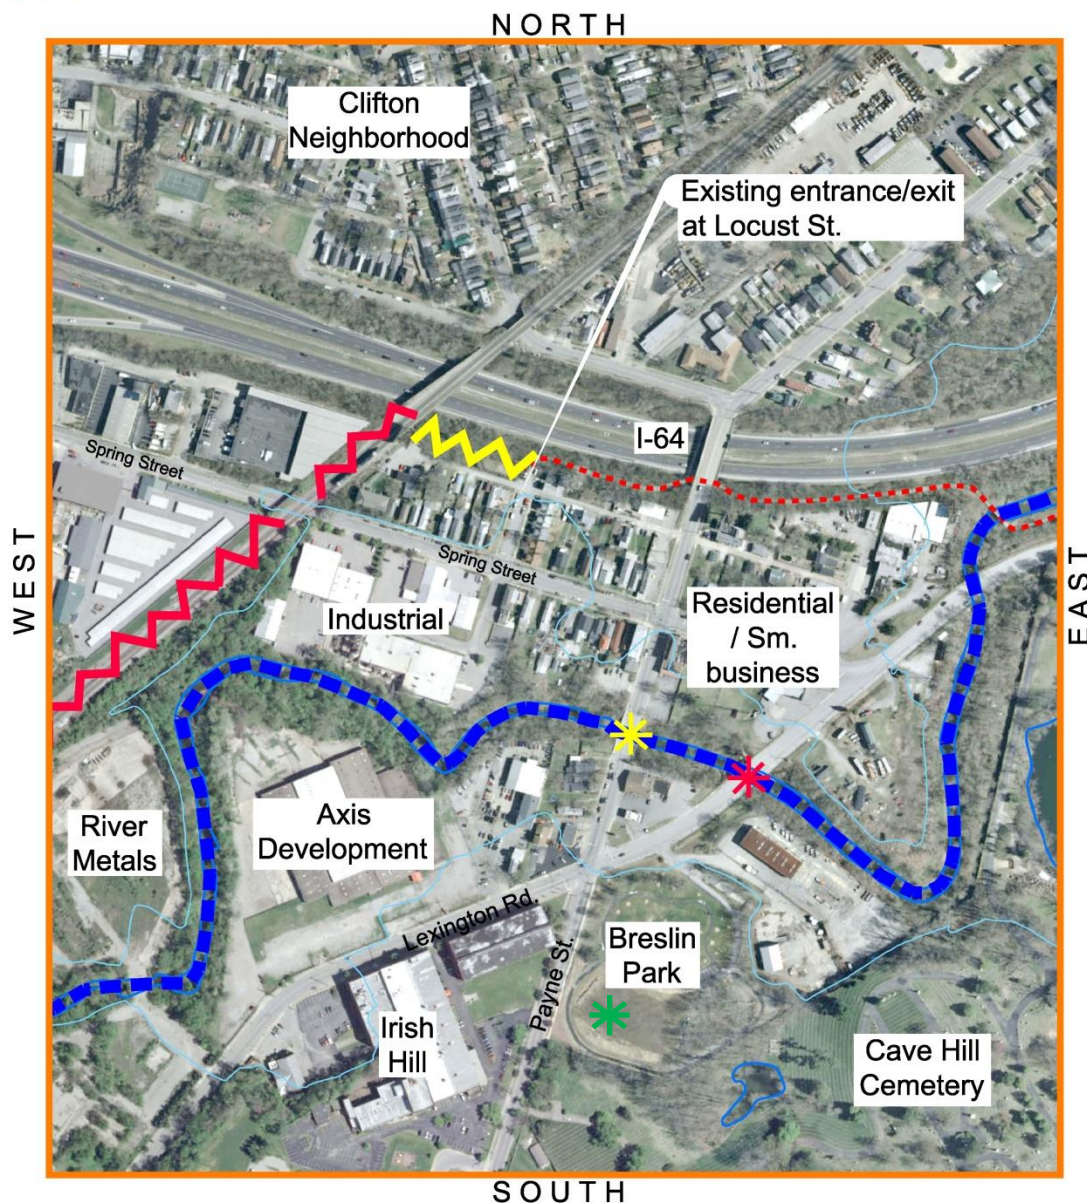 NORTH
Clifton
Neighborhood
Existing entrance/exit
at Locust St.
I-64
Spring Street
WEST
EAST
Spring Street
Industrial
Residential
/ Sm.
business
River
Metals
Axis
Development
Lexington Rd.
Payne St.
Breslin
Park
Irish
Hill
Cave Hill
Cemetery
SOUTH